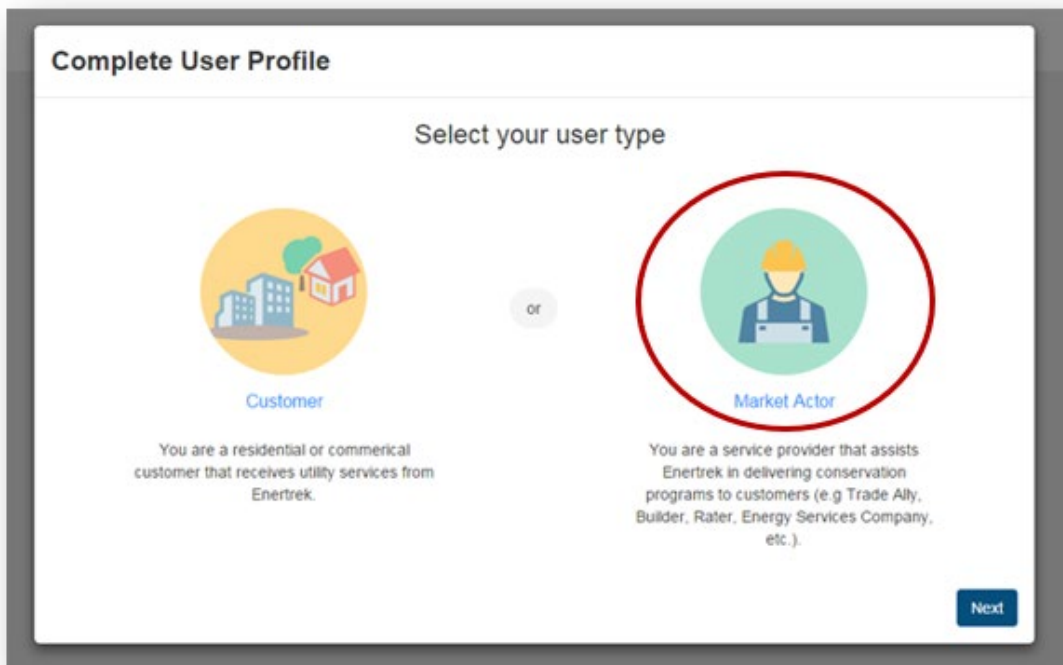 Complete User Profile
Select your user type
or
Customer
You are a residential or commerical
customer that receives utility services from
Enertrek.
Market Actor
You are a service provider that assists
Enertrek in delivering conservation
programs to customers (e.g Trade Ally,
Builder, Rater, Energy Services Company,
etc.).
Next